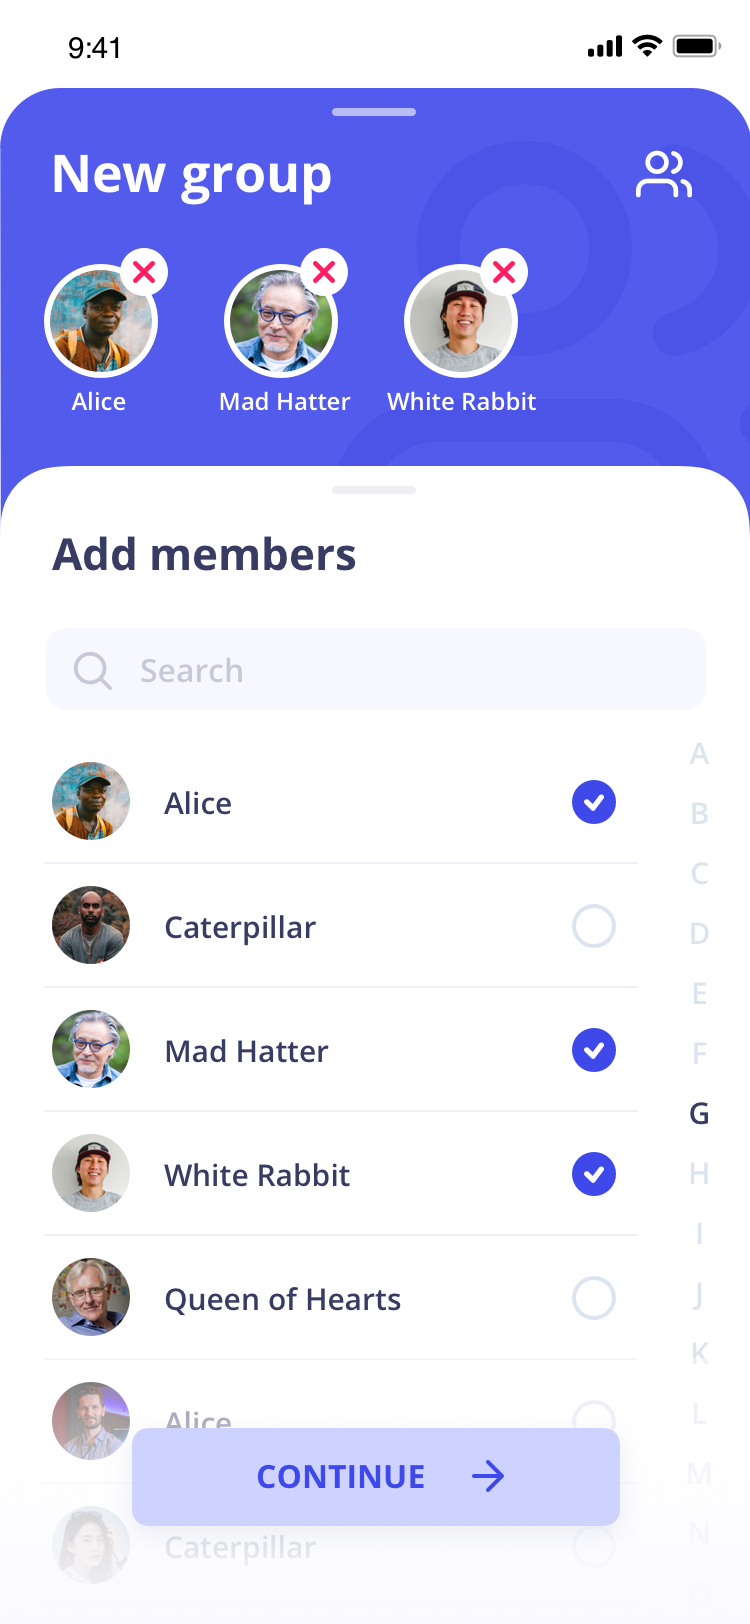 9:41
New group
Alice
Mad Hatter
White Rabbit
Add members
Search
Alice
Caterpillar
Mad Hatter
White Rabbit
Queen of Hearts
Alice
Caterpillar
CONTINUE
A
B
C
D
E
F
G
H
I
J
K
L
M
N
O